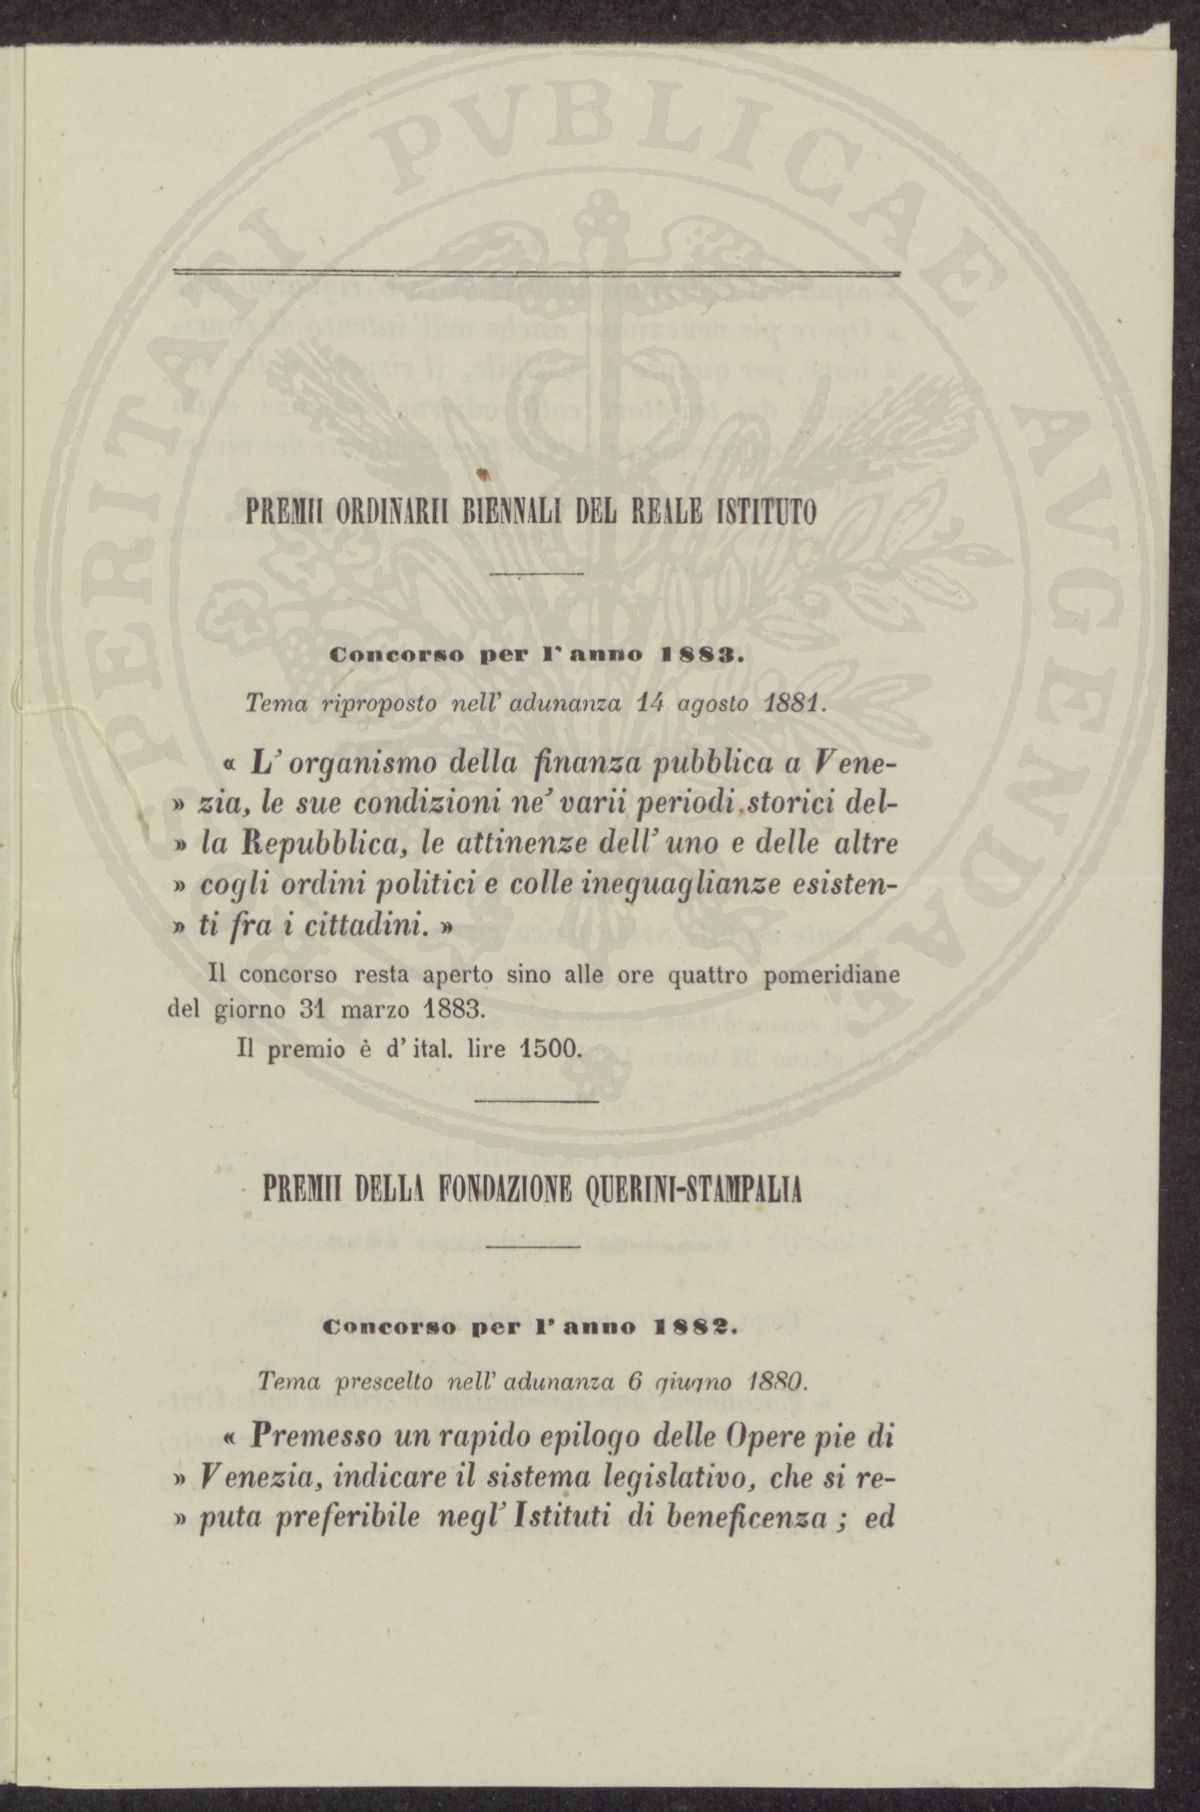 PREMII ORDINARII BIENNALI DEL REALE ISTITUTO
Concorso per l' anno 1883.
Tema riproposto nell' adunanza 14 agosto 1881.
« L' organismo della finanza pubblica a Vene-
» zia, le sue condizioni ne' varii periodi storici del-
» la Repubblica, le attinenze dell' uno e delle altre
» cogli ordini politici e colle ineguaglianze esisten-
» ti fra i cittadini. »
Il concorso resta aperto sino alle ore quattro pomeridiane
del giorno 31 marzo 1883.
Il premio è d' ital. lire 1500.
PREMII DELLA FONDAZIONE QUERINI-STAMPALIA
Concorso per l' anno 1882.
Tema prescelto nell' adunanza 6 giugno 1880.
« Premesso un rapido epilogo delle Opere pie di
» Venezia, indicare il sistema legislativo, che si re-
» puta preferibile negl' Istituti di beneficenza ; ed
PROSPERITATI PVBLICAE AVGENDAE